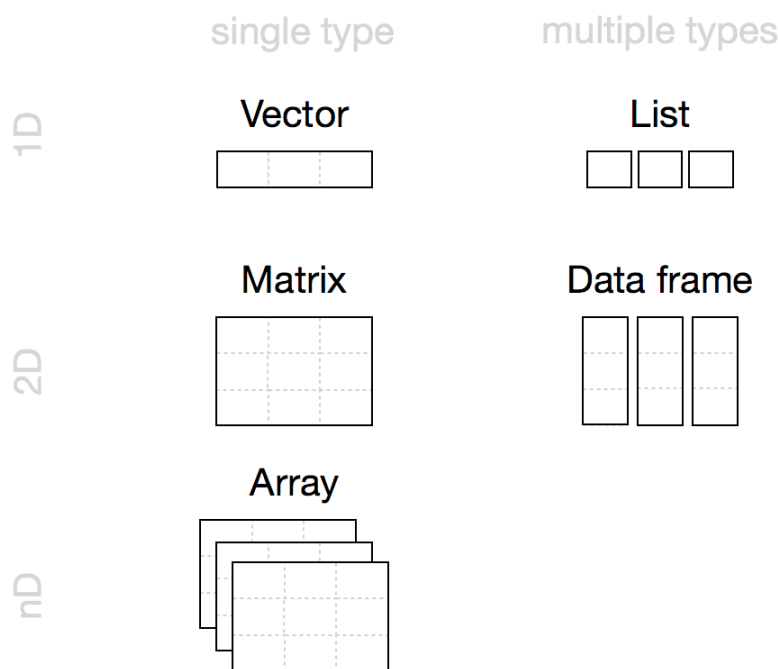 single type
multiple types
1D
Vector
List
2D
Matrix
Data frame
nD
Array